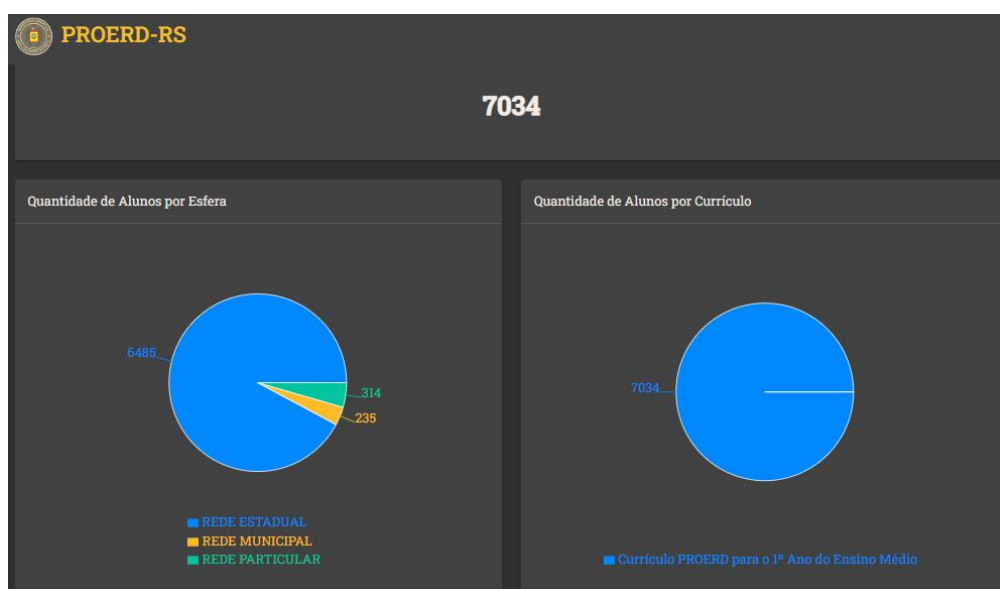 PROERD-RS
7034
Quantidade de Alunos por Esfera
6485
314
235
REDE ESTADUAL
REDE MUNICIPAL
REDE PARTICULAR
Quantidade de Alunos por Currículo
7034
Currículo PROERD para o 1º Ano do Ensino Médio